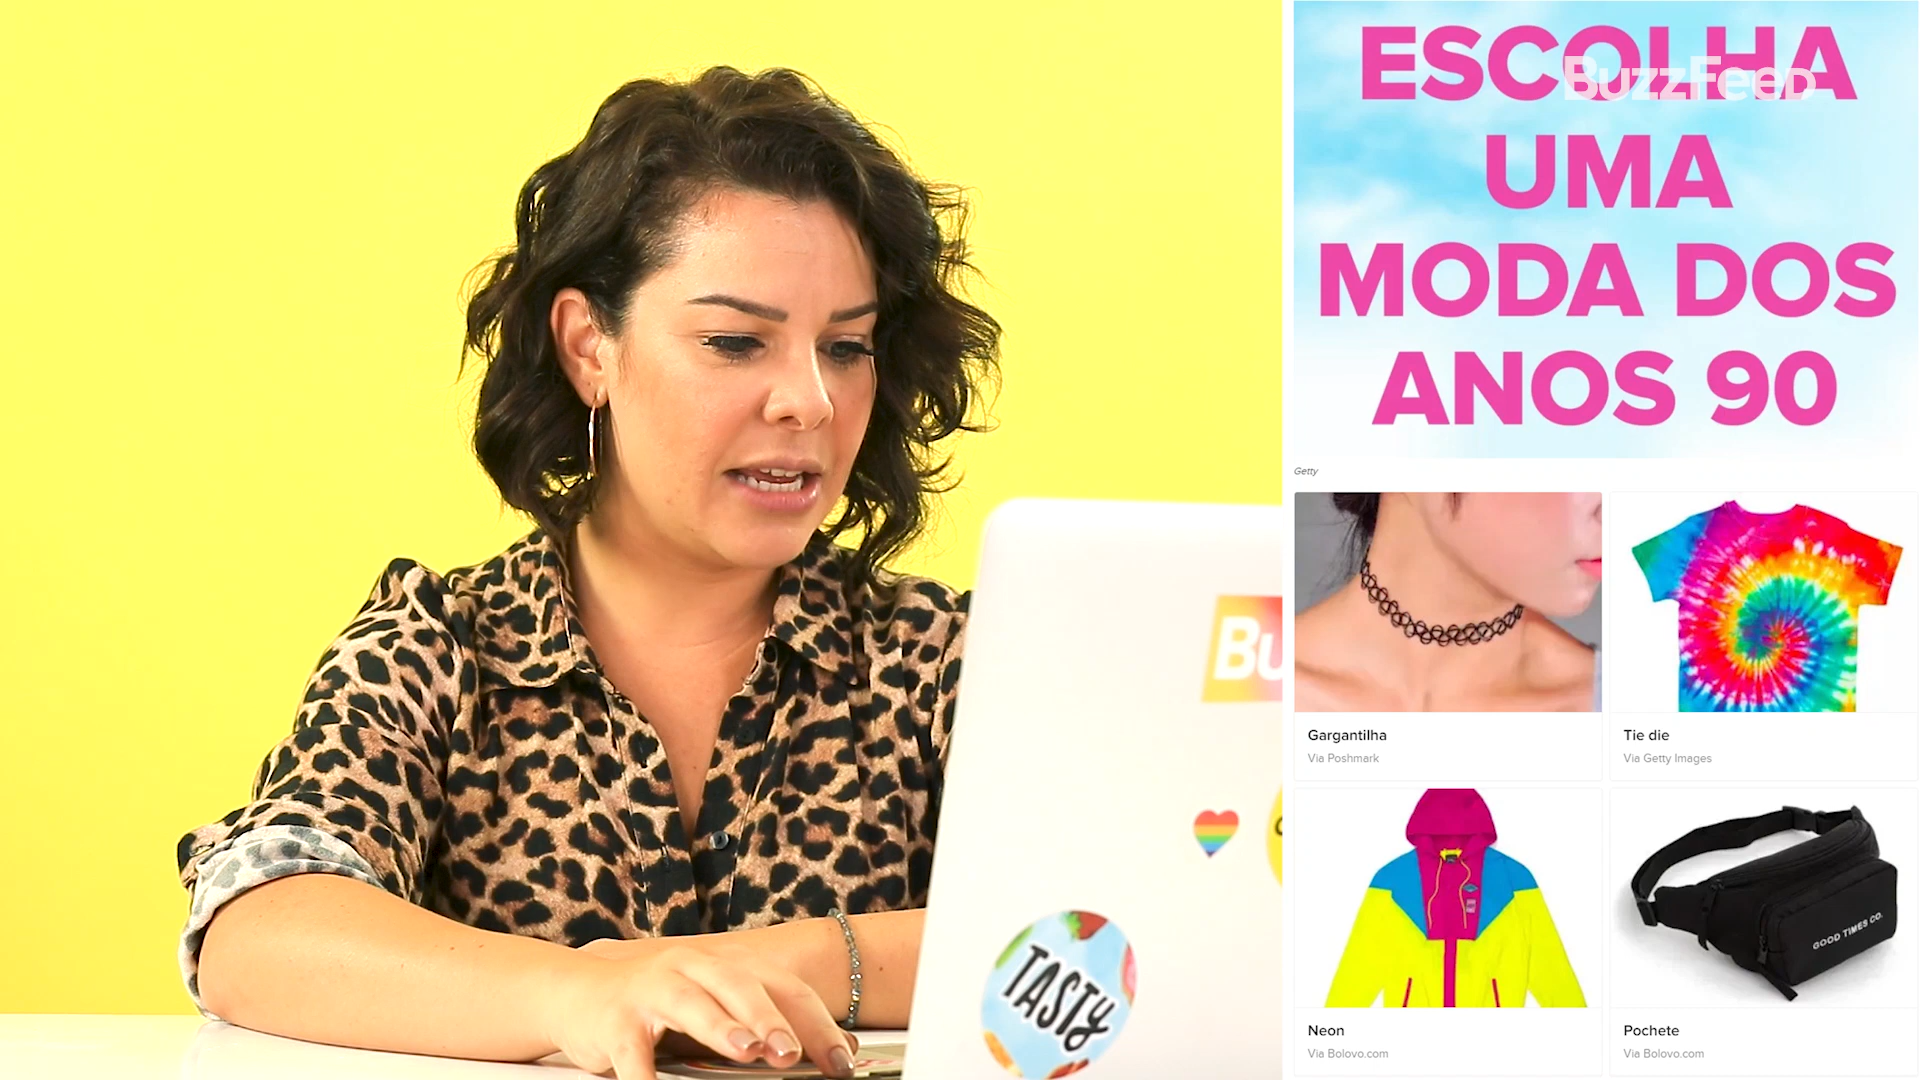 ESCOLHA
BuzzFeed
UMA
MODA DOS
ANOS 90
Getty
Gargantilha
Via Poshmark
Tie die
Via Getty Images
GOOD TIMES CO.
Neon
Via Bolovo.com
Pochete
Via Bolovo.com
Bu
TASTY